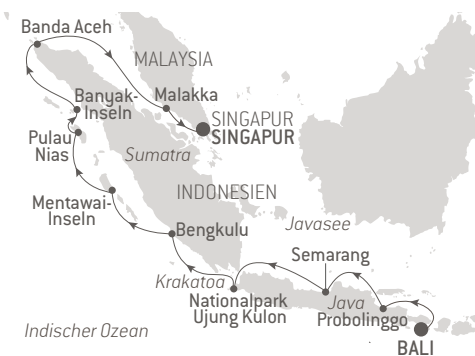 Banda Aceh
MALAYSIA
Banyak-
Inseln
Malakka
SINGAPUR
SINGAPUR
Pulau
Nias
Sumatra
INDONESIEN
Mentawai-
Inseln
Javasee
Bengkulu
Semarang
Krakatoa
Nationalpark
Ujung Kulon
Java
Probolinggo
Indischer Ozean
BALI